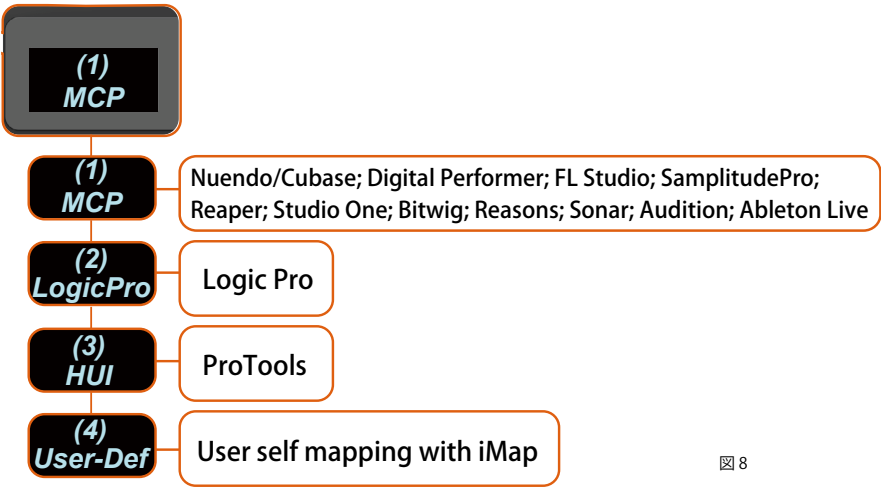 (1)
MCP
(1)
MCP
Nuendo/Cubase; Digital Performer; FL Studio; SamplitudePro;
Reaper; Studio One; Bitwig; Reasons; Sonar; Audition; Ableton Live
(2)
LogicPro
Logic Pro
(3)
HUI
ProTools
(4)
User-Def
User self mapping with iMap
図 8